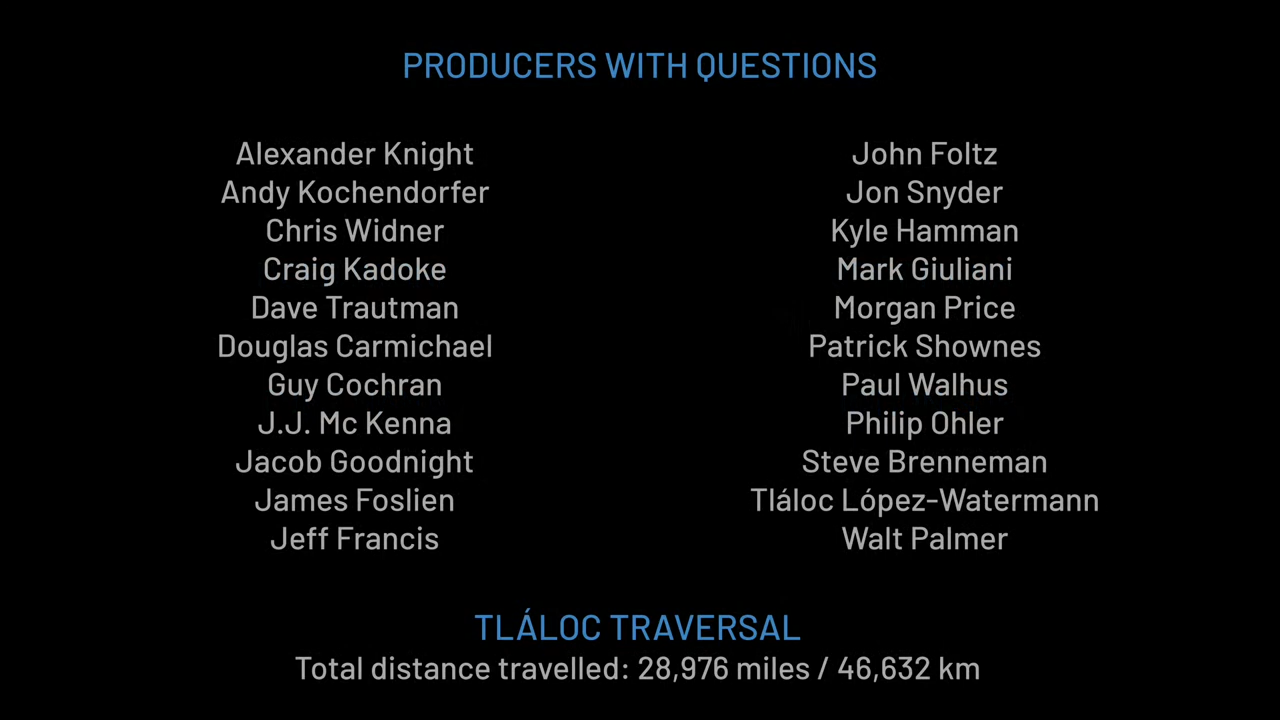 PRODUCERS WITH QUESTIONS
Alexander Knight
Andy Kochendorfer
Chris Widner
Craig Kadoke
Dave Trautman
Douglas Carmichael
Guy Cochran
J.J. Mc Kenna
Jacob Goodnight
James Foslien
Jeff Francis
John Foltz
Jon Snyder
Kyle Hamman
Mark Giuliani
Morgan Price
Patrick Shownes
Paul Walhus
Philip Ohler
Steve Brenneman
Tláloc López-Watermann
Walt Palmer
TLÁLOC TRAVERSAL
Total distance travelled: 28,976 miles / 46,632 km